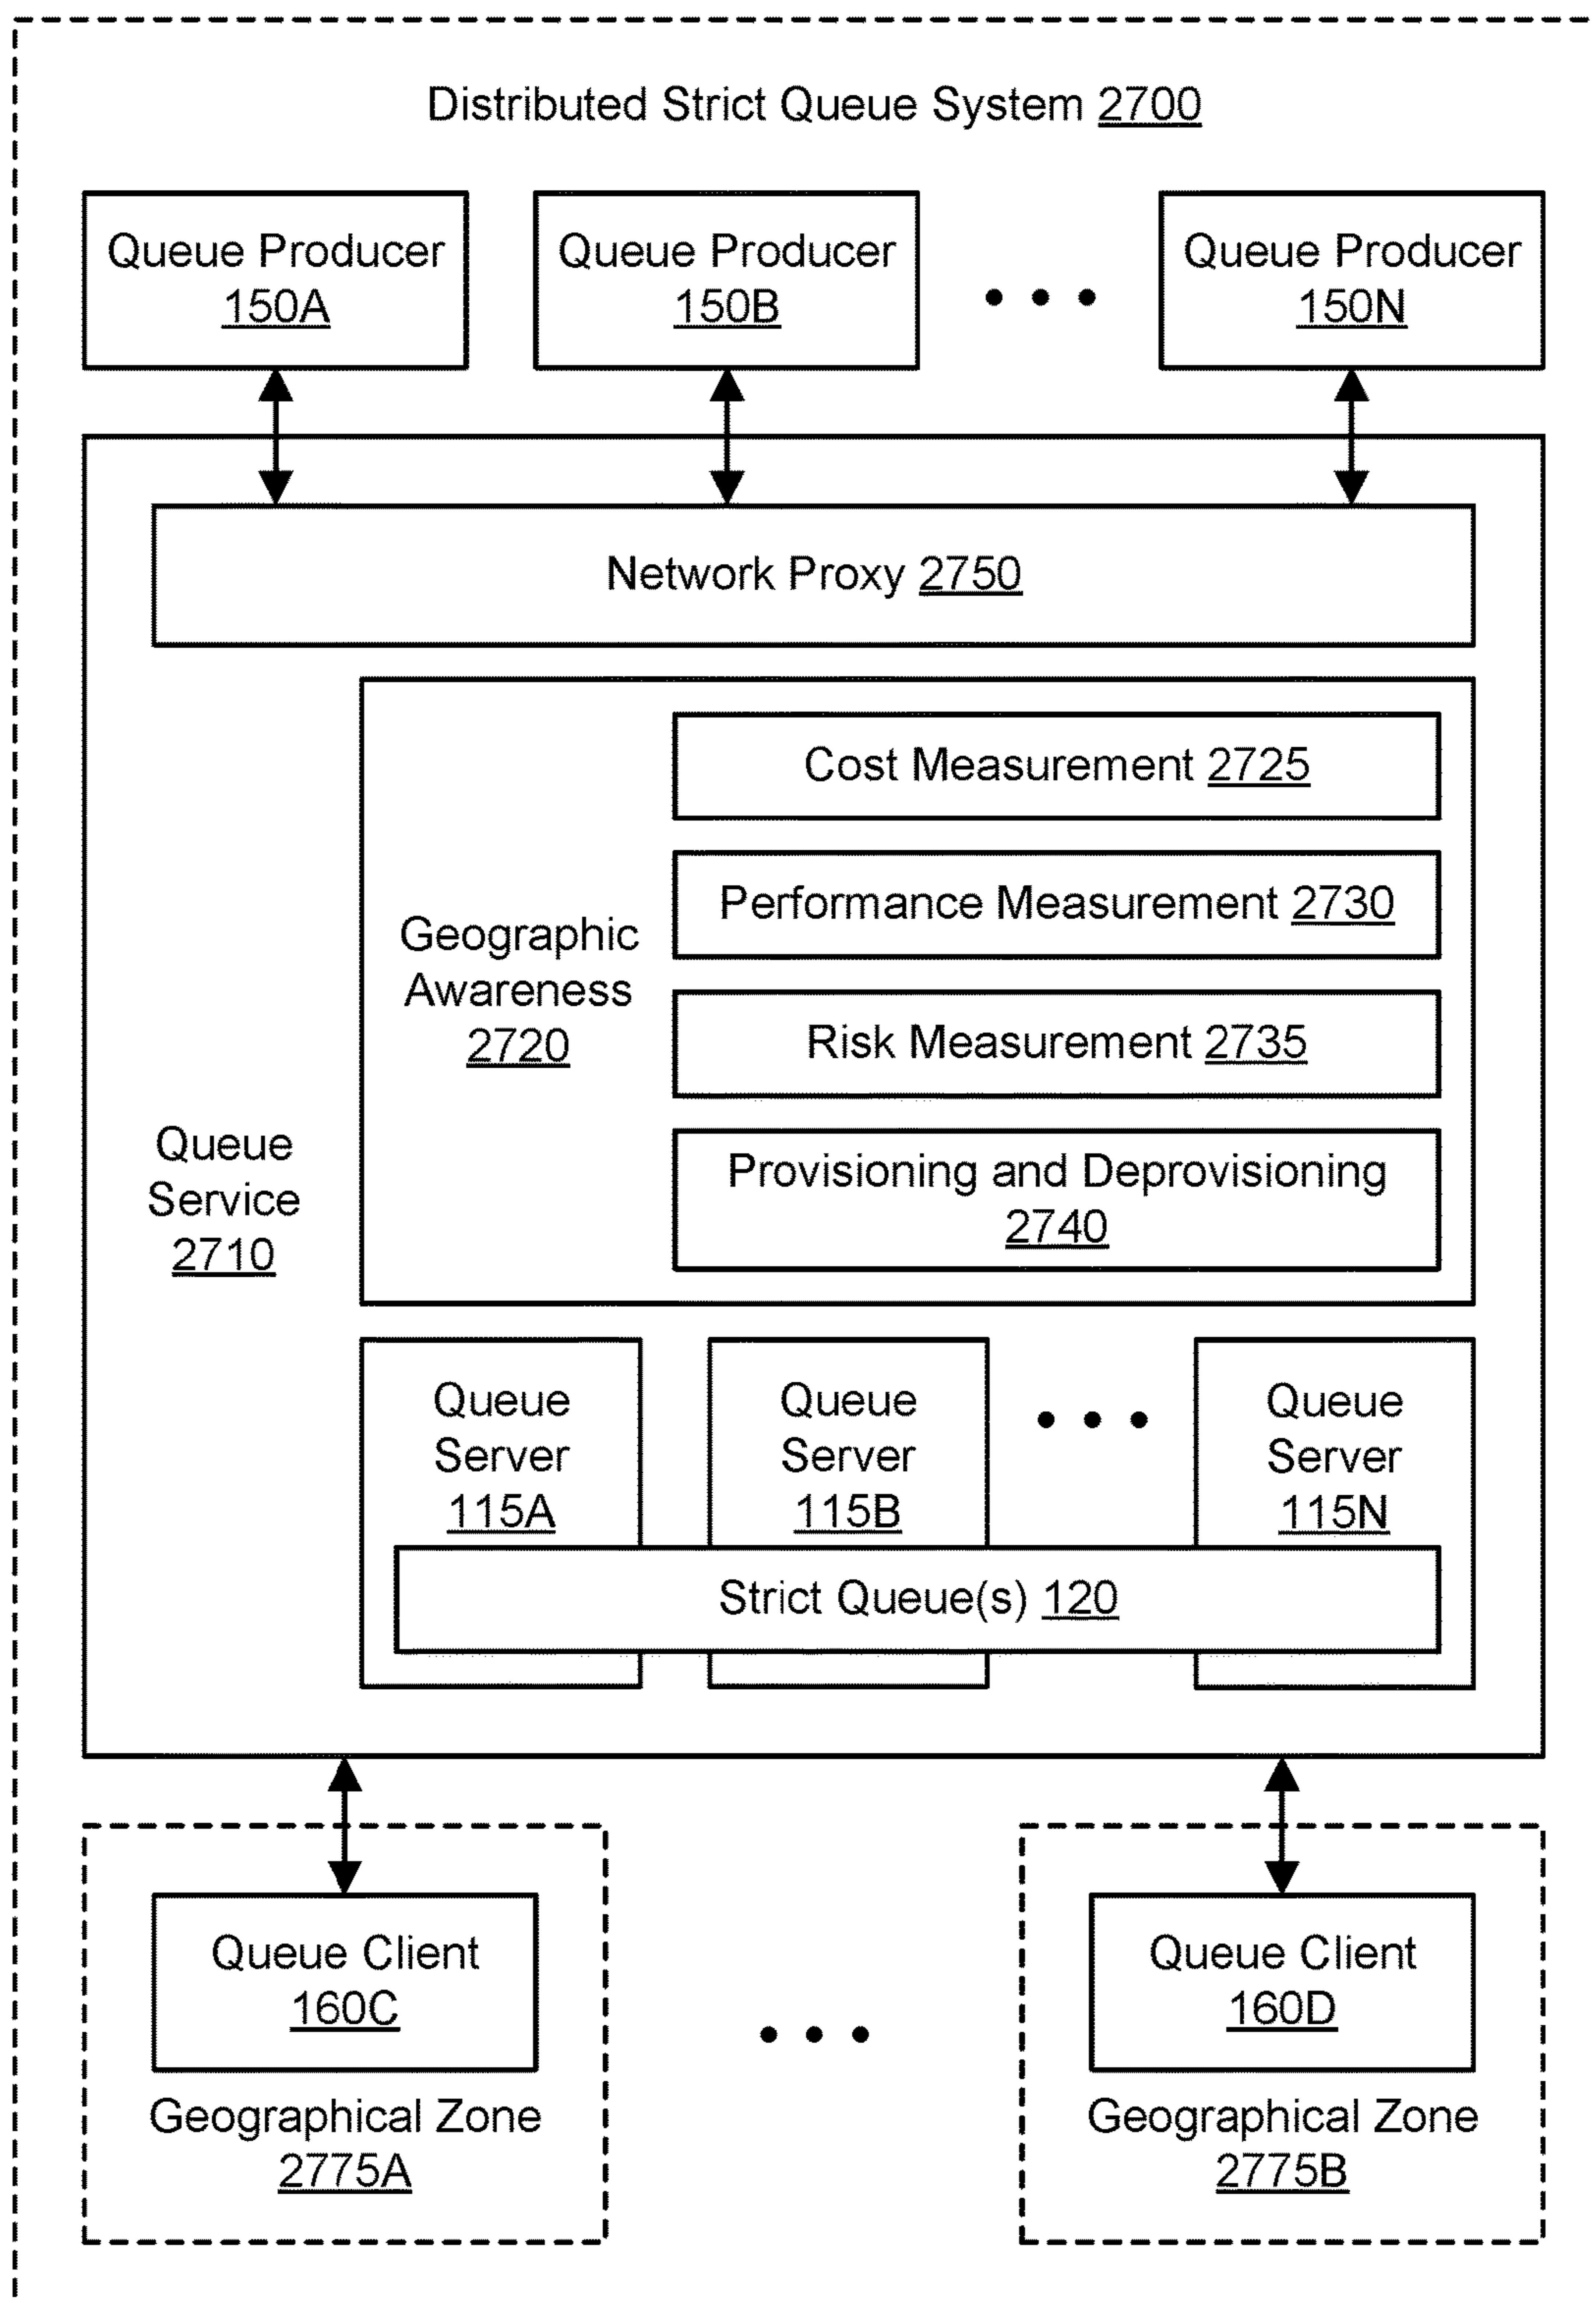 Distributed Strict Queue System 2700
Queue Producer
150A
Queue Producer
150B
Queue Producer
150N
Network Proxy 2750
Cost Measurement 2725
Performance Measurement 2730
Geographic
Awareness
2720
Risk Measurement 2735
Provisioning and Deprovisioning
2740
Queue
Service
2710
Queue
Server
115A
Queue
Server
115B
Queue
Server
115N
Strict Queue(s) 120
Queue Client
160C
Geographical Zone
2775A
Queue Client
160D
Geographical Zone
2775B